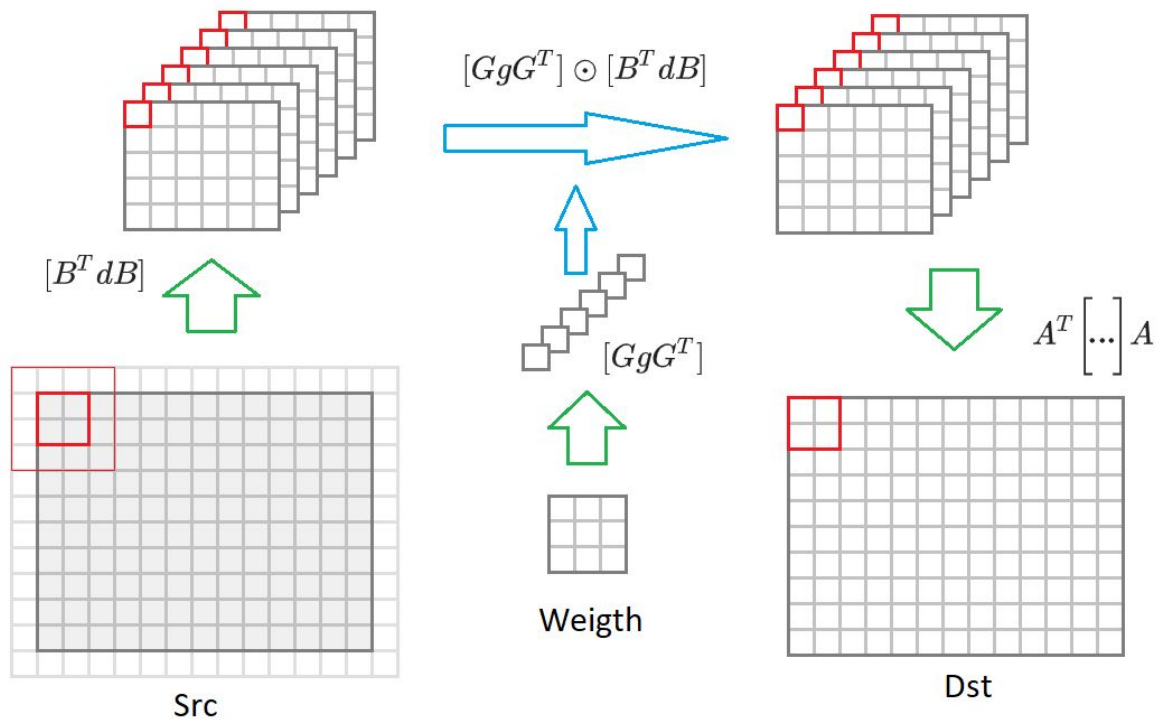 [GgG^T] ⊙ [B^T dB]
[B^T dB]
[GgG^T]
A^T [...] A
Weigth
Src
Dst